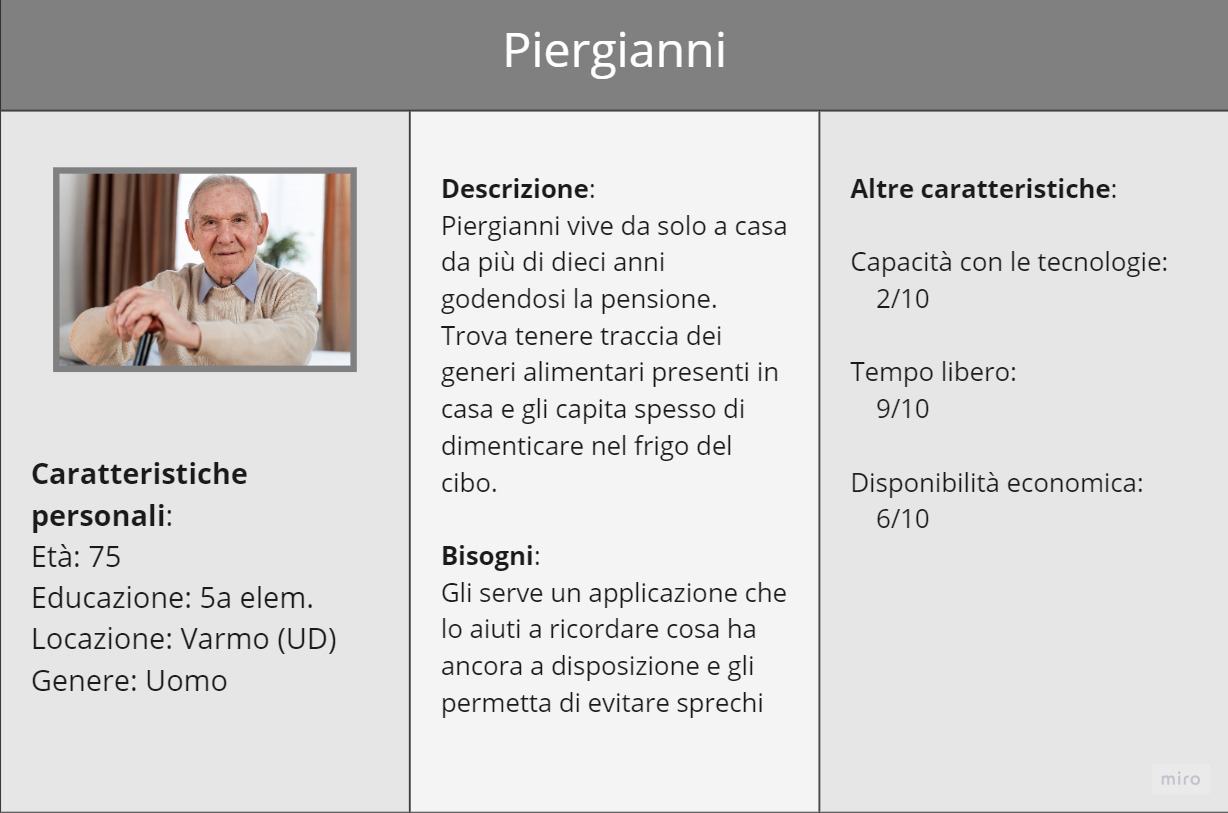 Piergianni
Caratteristiche
personali:
Età: 75
Educazione: 5a elem.
Locazione: Varmo (UD)
Genere: Uomo
Descrizione:
Piergianni vive da solo a casa
da più di dieci anni
godendosi la pensione.
Trova tenere traccia dei
generi alimentari presenti in
casa e gli capita spesso di
dimenticare nel frigo del
cibo.
Bisogni:
Gli serve un applicazione che
lo aiuti a ricordare cosa ha
ancora a disposizione e gli
permetta di evitare sprechi
Altre caratteristiche:
Capacità con le tecnologie:
2/10
Tempo libero:
9/10
Disponibilità economica:
6/10
miro